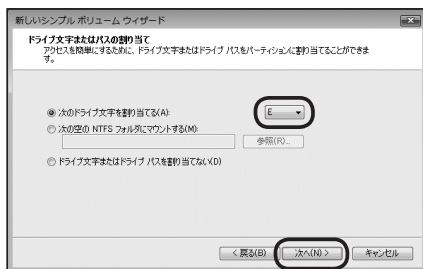 新しいシンプル ボリューム ウィザード
ドライブ文字またはパスの割り当て
アクセスを簡単にするために、ドライブ文字またはドライブ パスをパーティションに割り当てることができま
す。
次のドライブ文字を割り当てる(A): E
次の空の NTFS フォルダにマウントする(M):
参照(R)...
ドライブ文字またはドライブ パスを割り当てない(D)
< 戻る(B) 次へ(N) > キャンセル